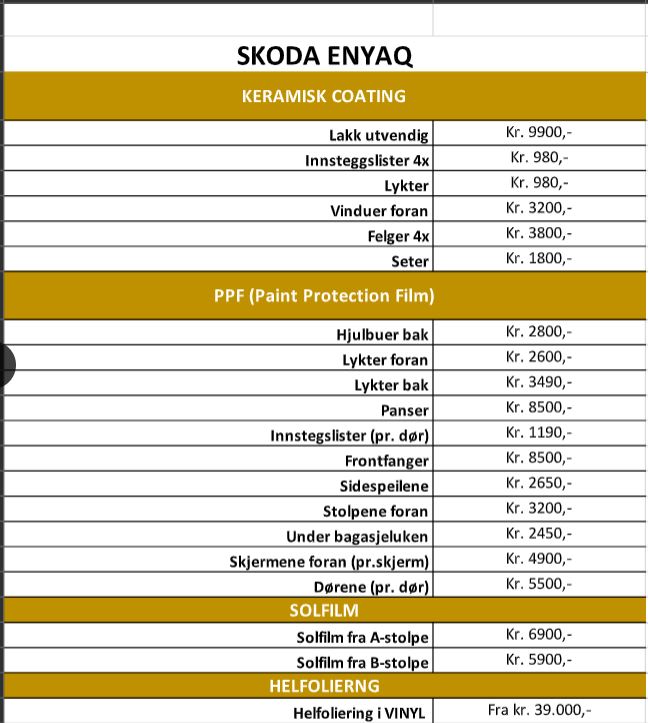 SKODA ENYAQ
KERAMISK COATING
Lakk utvendig Kr. 9900,-
Innsteggslister 4x Kr. 980,-
Lykter Kr. 980,-
Vinduer foran Kr. 3200,-
Felger 4x Kr. 3800,-
Seter Kr. 1800,-
PPF (Paint Protection Film)
Hjulbuer bak Kr. 2800,-
Lykter foran Kr. 2600,-
Lykter bak Kr. 3490,-
Panser Kr. 8500,-
Innstegslister (pr. dør) Kr. 1190,-
Frontfanger Kr. 8500,-
Sidespeilene Kr. 2650,-
Stolpene foran Kr. 3200,-
Under bagasjeluken Kr. 2450,-
Skjermene foran (pr.skjerm) Kr. 4900,-
Dørene (pr. dør) Kr. 5500,-
SOLFILM
Solfilm fra A-stolpe Kr. 6900,-
Solfilm fra B-stolpe Kr. 5900,-
HELFOLIERNG
Helfoliering i VINYL Fra kr. 39.000,-